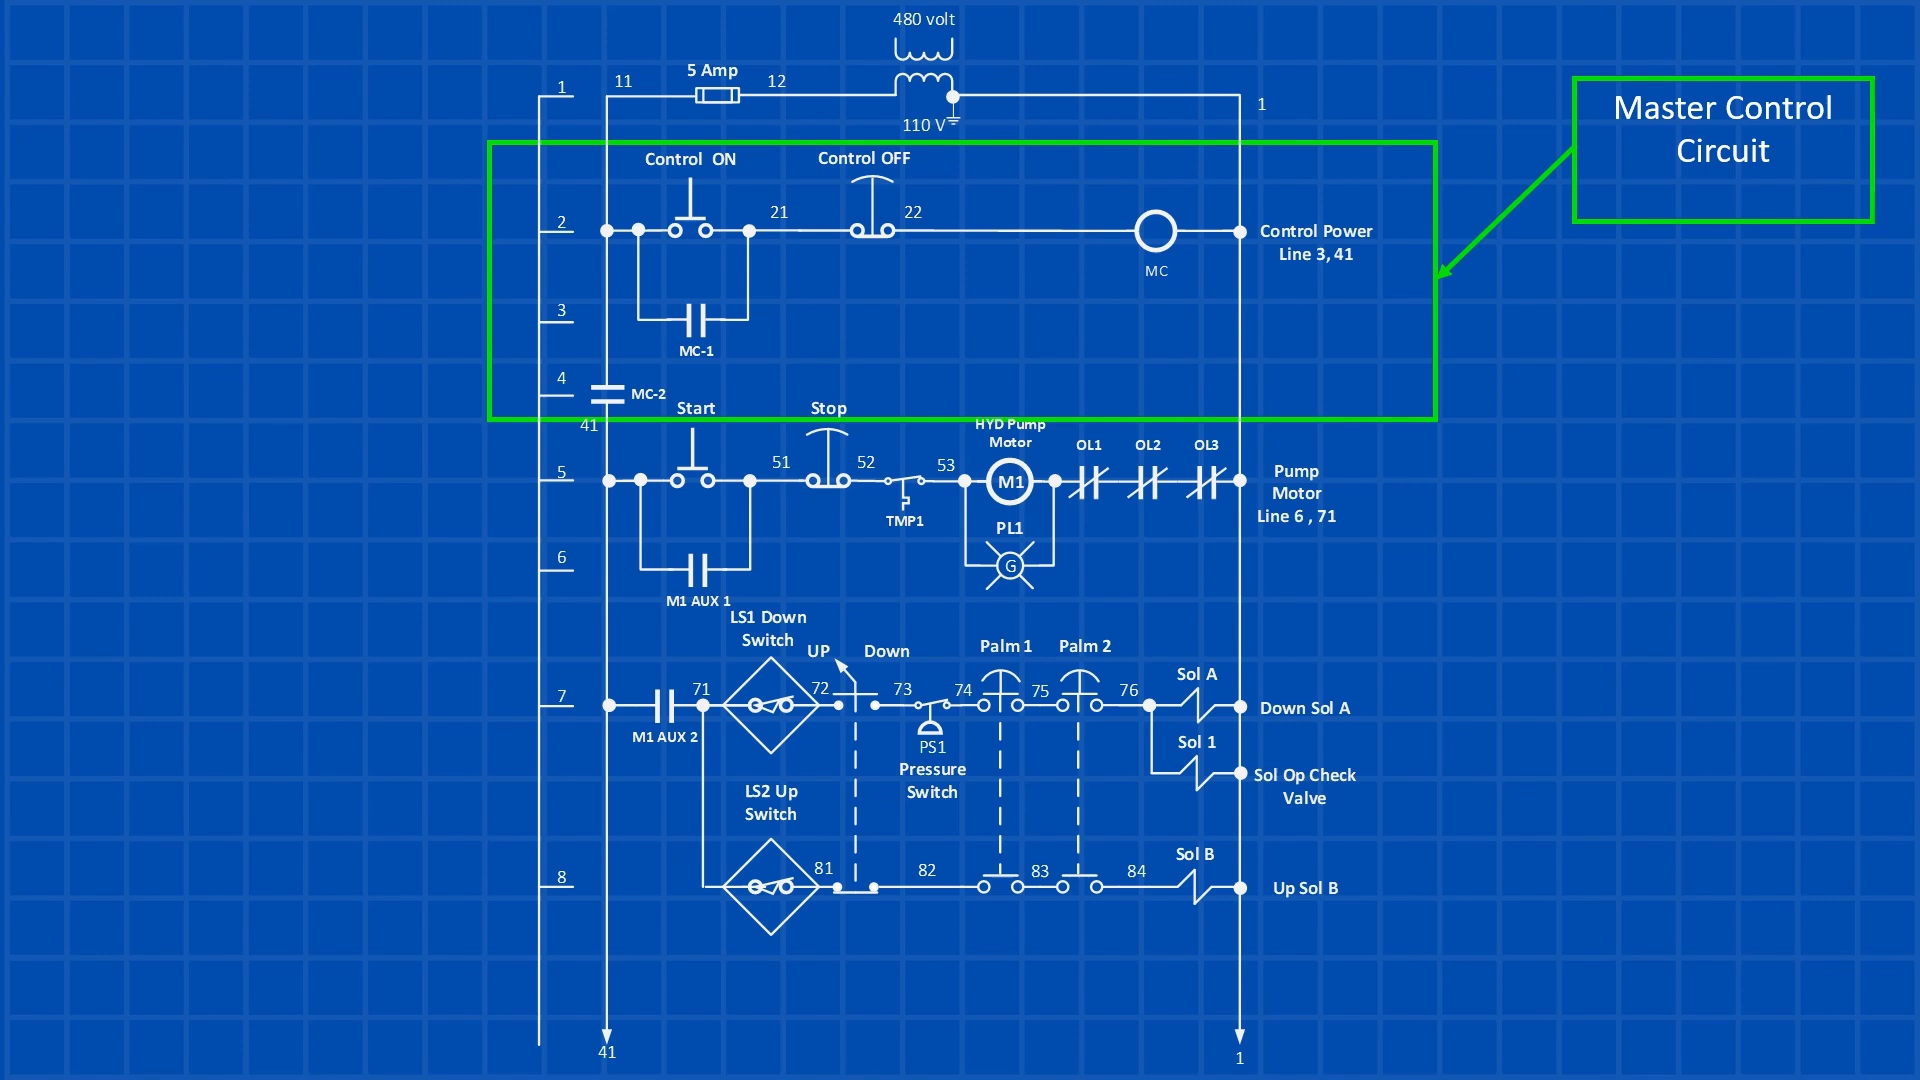 480 volt
5 Amp
1
11
12
110 V
1
Master Control
Circuit
Control ON
Control OFF
2
21
22
MC
Control Power
Line 3, 41
3
MC-1
4
MC-2
41
Start
Stop
HYD Pump
Motor
OL1
OL2
OL3
5
51
52
53
M1
TMP1
Pump
Motor
Line 6 , 71
PL1
G
6
M1 AUX 1
LS1 Down
Switch
UP
Down
Palm 1
Palm 2
Sol A
7
71
72
73
74
75
76
Down Sol A
M1 AUX 2
PS1
Pressure
Switch
Sol 1
Sol Op Check
Valve
LS2 Up
Switch
Sol B
8
81
82
83
84
Up Sol B
41
1